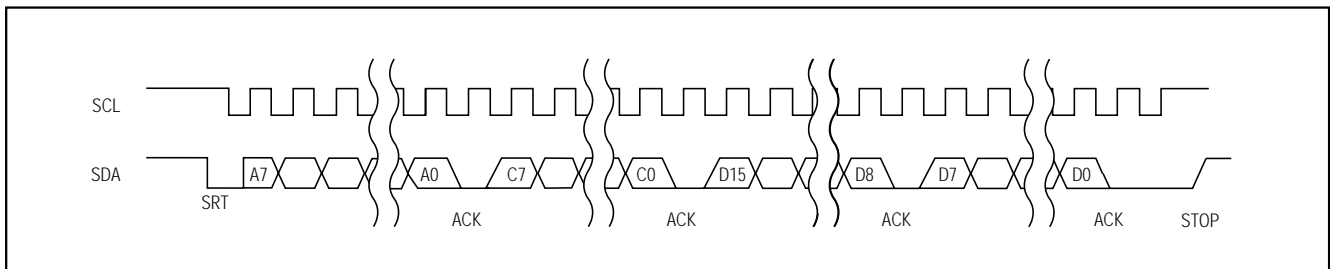 SCL
SDA A7 A0 C7 C0 D15 D8 D7 D0
SRT ACK ACK ACK ACK STOP